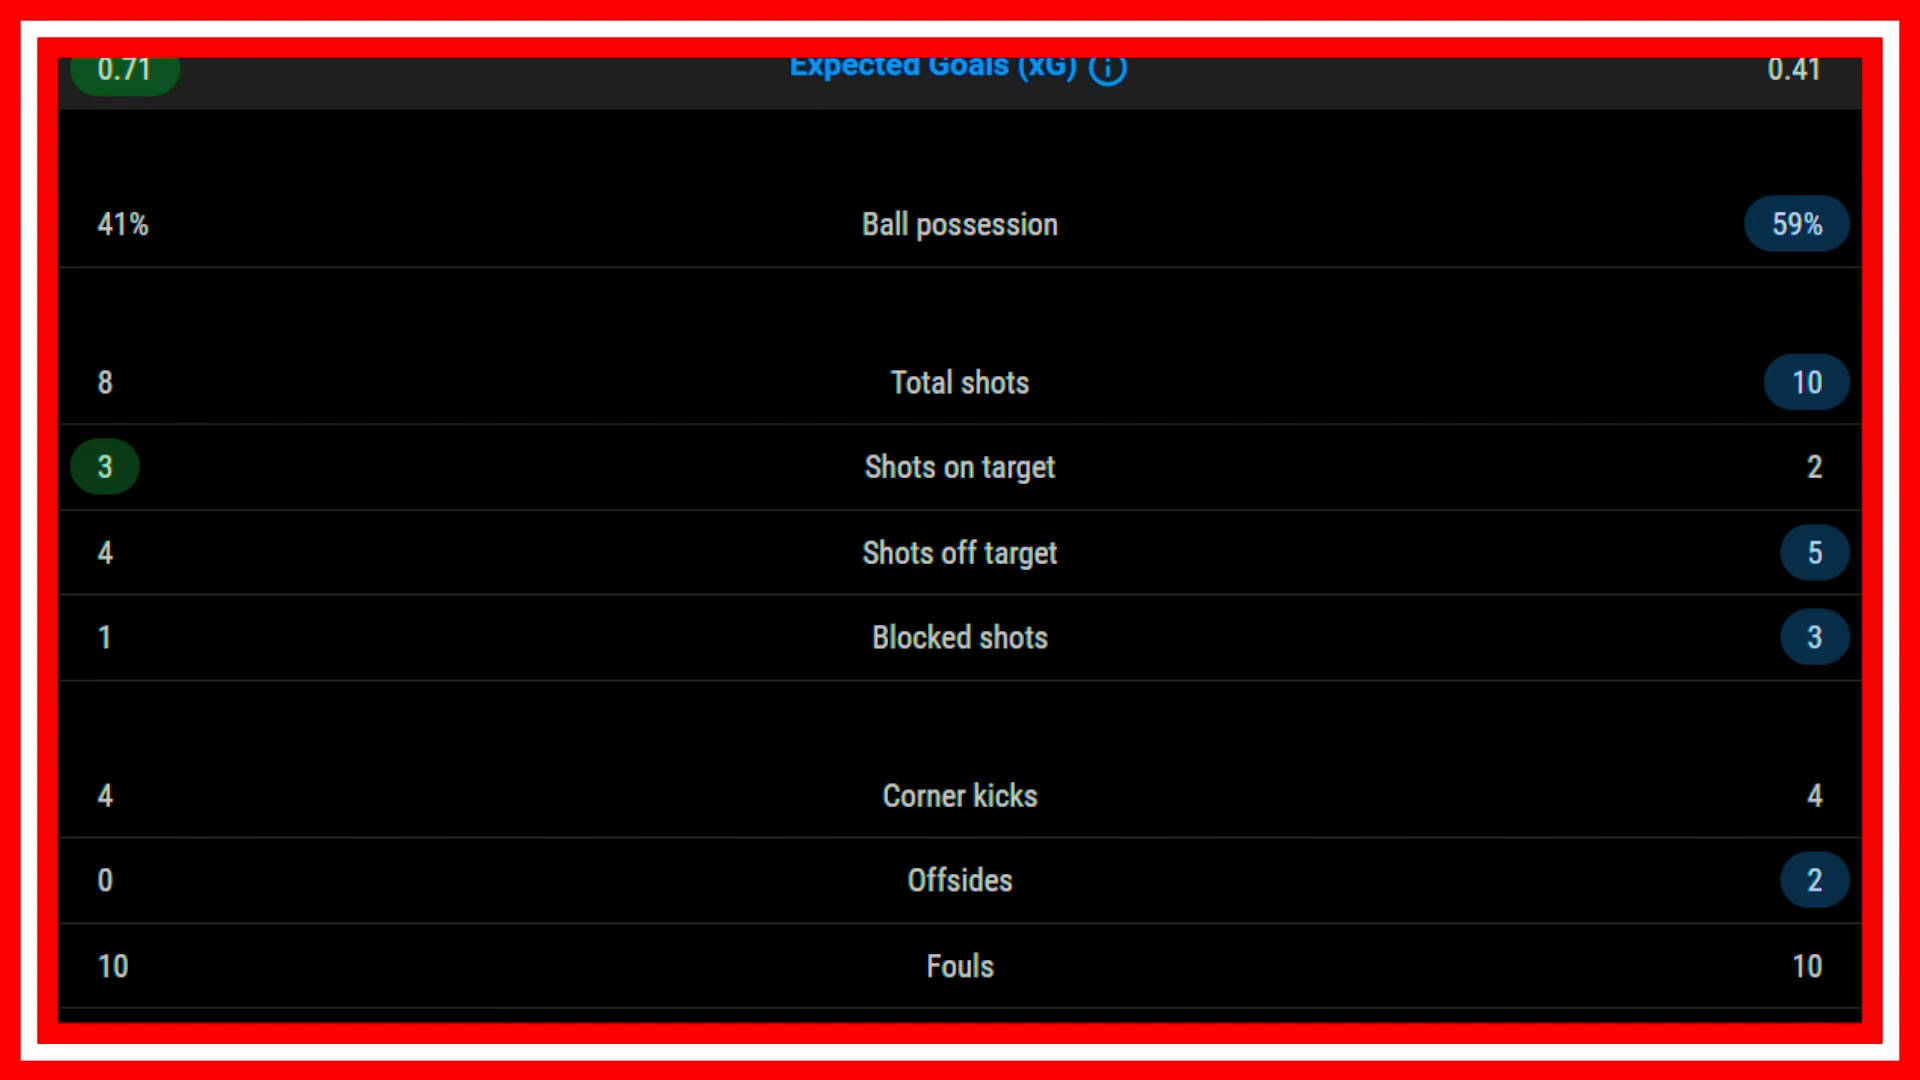 0.71 Expected Goals (xG) 0.41
41% Ball possession 59%
8 Total shots 10
3 Shots on target 2
4 Shots off target 5
1 Blocked shots 3
4 Corner kicks 4
0 Offsides 2
10 Fouls 10